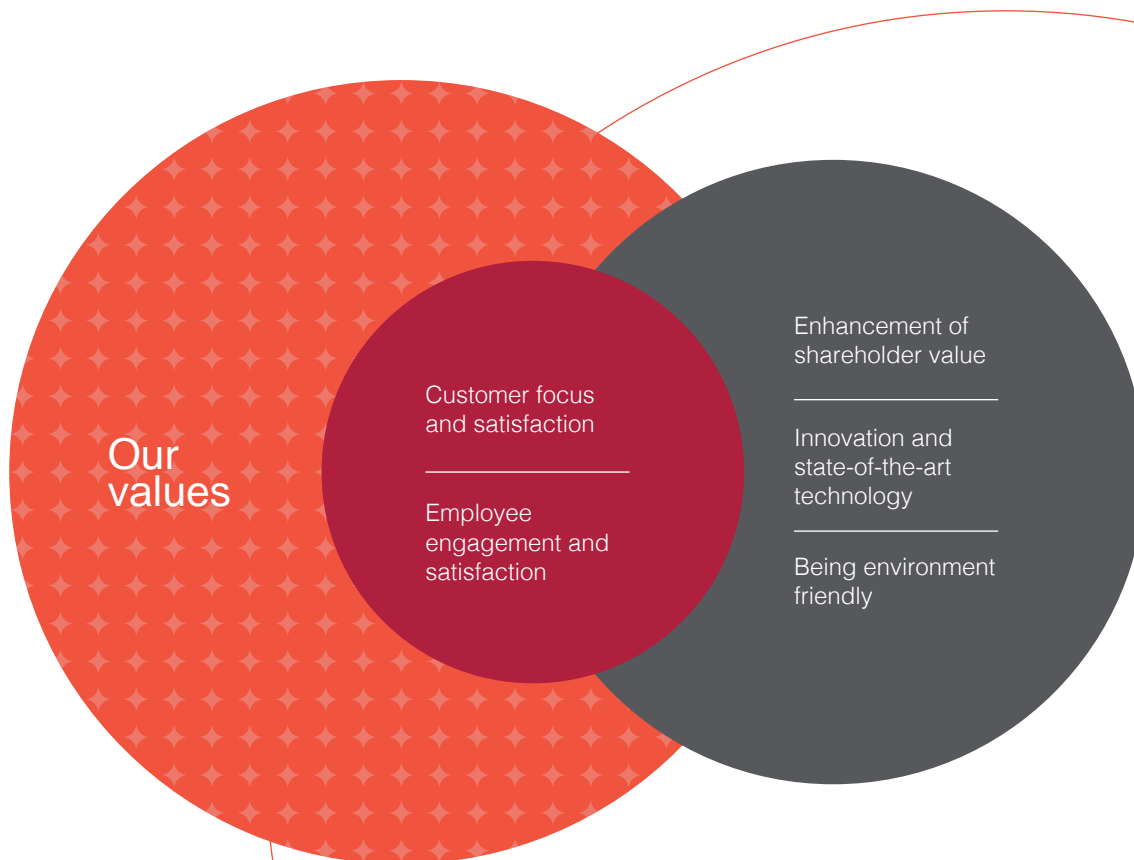 Our
values
Customer focus
and satisfaction
Employee
engagement and
satisfaction
Enhancement of
shareholder value
Innovation and
state-of-the-art
technology
Being environment
friendly